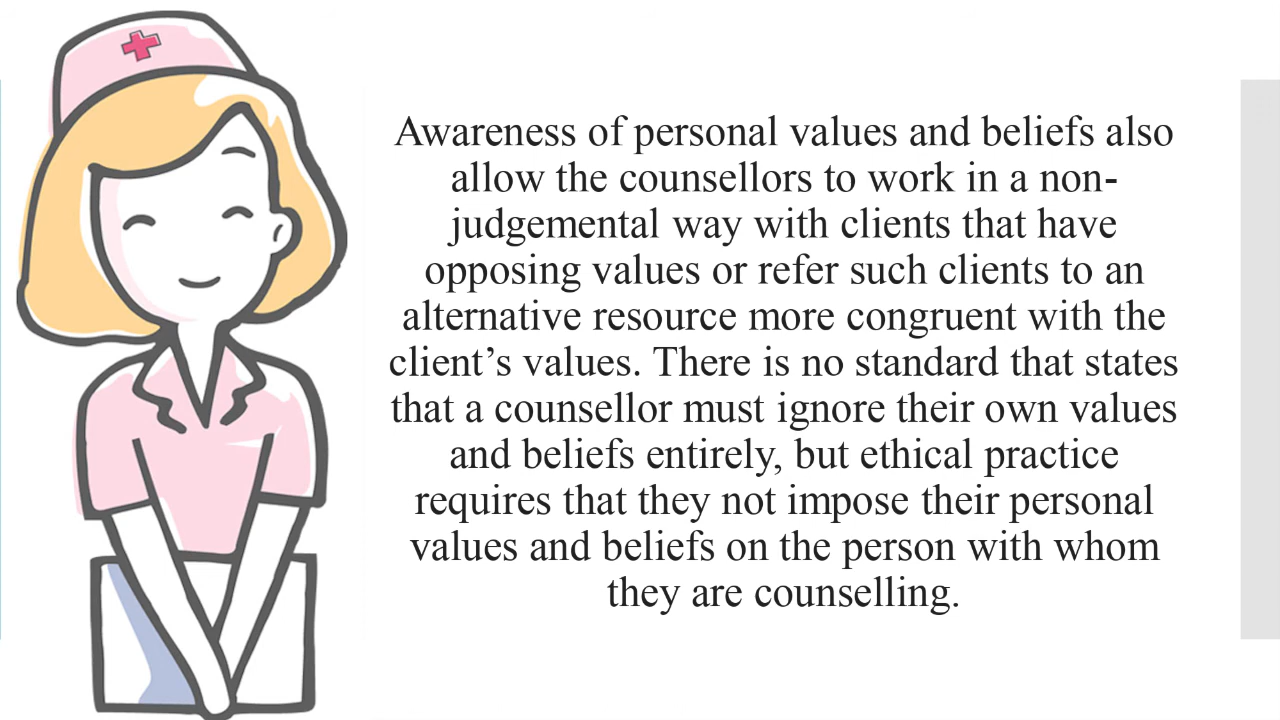 Awareness of personal values and beliefs also
allow the counsellors to work in a non-
judgemental way with clients that have
opposing values or refer such clients to an
alternative resource more congruent with the
client’s values. There is no standard that states
that a counsellor must ignore their own values
and beliefs entirely, but ethical practice
requires that they not impose their personal
values and beliefs on the person with whom
they are counselling.